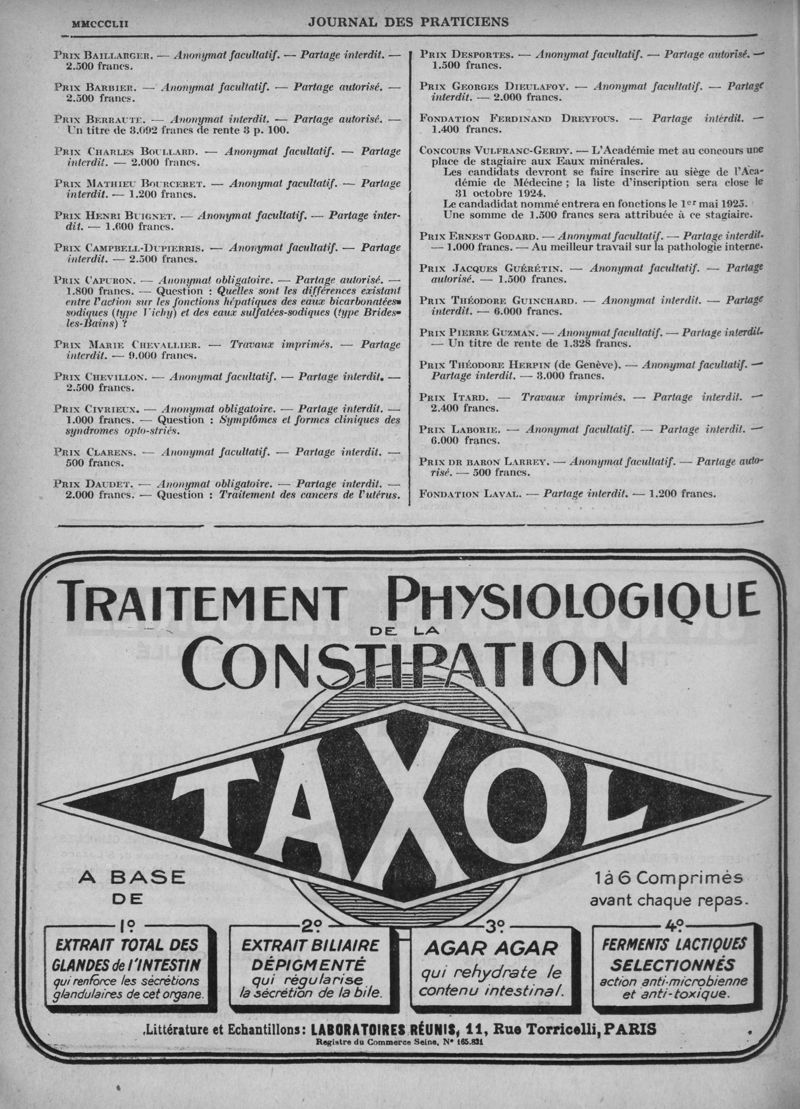 MMCCCLII
JOURNAL DES PRATICIENS
Prix Baillarger. — Anonymat facultatif. — Partage interdit. —
2.500 francs.
Prix Barbier. — Anonymat facultatif. — Partage autorisé. —
2.500 francs.
Prix Berraute. — Anonymat interdit. — Partage autorisé. —
Un titre de 3.092 francs de rente 3 p. 100.
Prix Charles Boullard. — Anonymat facultatif. — Partage
interdit. — 2.000 francs.
Prix Mathieu Bourceret. — Anonymat facultatif. — Partage
interdit. — 1.200 francs.
Prix Henri Buignet. — Anonymat facultatif. — Partage inter-
dit. — 1.600 francs.
Prix Campbell-Dupierris. — Anonymat facultatif. — Partage
interdit. — 2.500 francs.
Prix Capuron. — Anonymat obligatoire. — Partage autorisé. —
1.800 francs. — Question : Quelles sont les différences existant
entre l'action sur les fonctions hépatiques des eaux bicarbonatées-
sodiques (type Vichy) et des eaux sulfatées-sodiques (type Brides-
les-Bains) ?
Prix Marie Chevallier. — Travaux imprimés. — Partage
interdit. — 9.000 francs.
Prix Chevillon. — Anonymat facultatif. — Partage interdit. —
2.500 francs.
Prix Civrieux. — Anonymat obligatoire. — Partage interdit. —
1.000 francs. — Question : Symptômes et formes cliniques des
syndromes opto-striés.
Prix Clarens. — Anonymat facultatif. — Partage interdit. —
500 francs.
Prix Daudet. — Anonymat obligatoire. — Partage interdit. —
2.000 francs. — Question : Traitement des cancers de l'utérus.
Prix Desportes. — Anonymat facultatif. — Partage autorisé. —
1.500 francs.
Prix Georges Dieulafoy. — Anonymat facultatif. — Partage
interdit. — 2.000 francs.
Fondation Ferdinand Dreyfous. — Partage interdit. —
1.400 francs.
Concours Vulfranc-Gerdy. — L'Académie met au concours une
place de stagiaire aux Eaux minérales.
Les candidats devront se faire inscrire au siège de l'Aca-
démie de Médecine ; la liste d'inscription sera close le
31 octobre 1924.
Le candadidat nommé entrera en fonctions le 1er mai 1925.
Une somme de 1.500 francs sera attribuée à ce stagiaire.
Prix Ernest Godard. — Anonymat facultatif. — Partage interdit.
— 1.000 francs. — Au meilleur travail sur la pathologie interne.
Prix Jacques Guérétin. — Anonymat facultatif. — Partage
autorisé. — 1.500 francs.
Prix Théodore Guinchard. — Anonymat interdit. — Partage
interdit. — 6.000 francs.
Prix Pierre Guzman. — Anonymat facultatif. — Partage interdit.
— Un titre de rente de 1.328 francs.
Prix Théodore Herpin (de Genève). — Anonymat facultatif. —
Partage interdit. — 3.000 francs.
Prix Itard. — Travaux imprimés. — Partage interdit. —
2.400 francs.
Prix Laborie. — Anonymat facultatif. — Partage interdit. —
6.000 francs.
Prix dr baron Larrey. — Anonymat facultatif. — Partage auto-
risé. — 500 francs.
Fondation Laval. — Partage interdit. — 1.200 francs.
TRAITEMENT PHYSIOLOGIQUE
DE LA
CONSTIPATION
TAXOL
A BASE
DE
1 à 6 Comprimés
avant chaque repas.
1º
EXTRAIT TOTAL DES
GLANDES de l'INTESTIN
qui renforce les sécrétions
glandulaires de cet organe.
2º
EXTRAIT BILIAIRE
DÉPIGMENTÉ
qui régularise
la sécrétion de la bile.
3º
AGAR AGAR
qui rehydrate le
contenu intestinal.
4º
FERMENTS LACTIQUES
SELECTIONNÉS
action anti-microbienne
et anti-toxique.
Littérature et Echantillons : LABORATOIRES RÉUNIS, 11, Rue Torricelli, PARIS
Registre du Commerce Seine, Nº 165.831